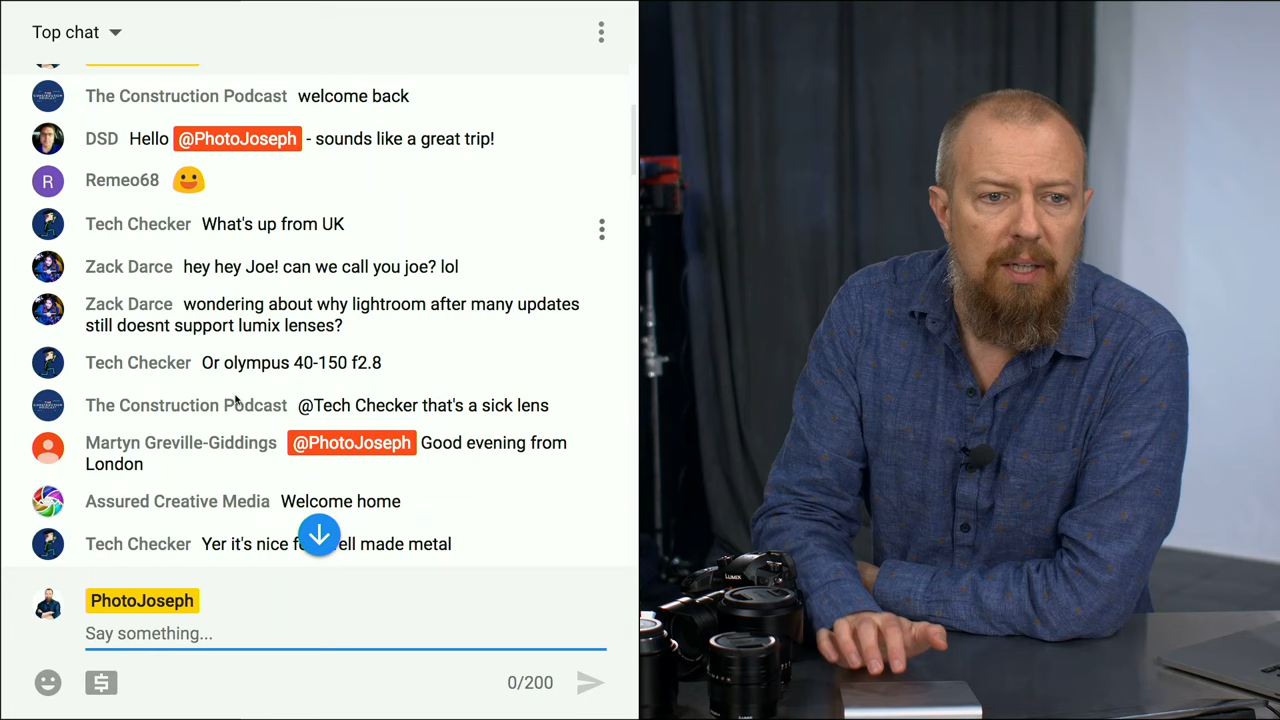 Top chat
The Construction Podcast welcome back
DSD Hello @PhotoJoseph - sounds like a great trip!
R Remeo68
Tech Checker What's up from UK
Zack Darce hey hey Joe! can we call you joe? lol
Zack Darce wondering about why lightroom after many updates
still doesnt support lumix lenses?
Tech Checker Or olympus 40-150 f2.8
The Construction Podcast @Tech Checker that's a sick lens
Martyn Greville-Giddings @PhotoJoseph Good evening from
London
Assured Creative Media Welcome home
Tech Checker Yer it's nice ell made metal
PhotoJoseph
Say something...
$ 0/200
LUMIX